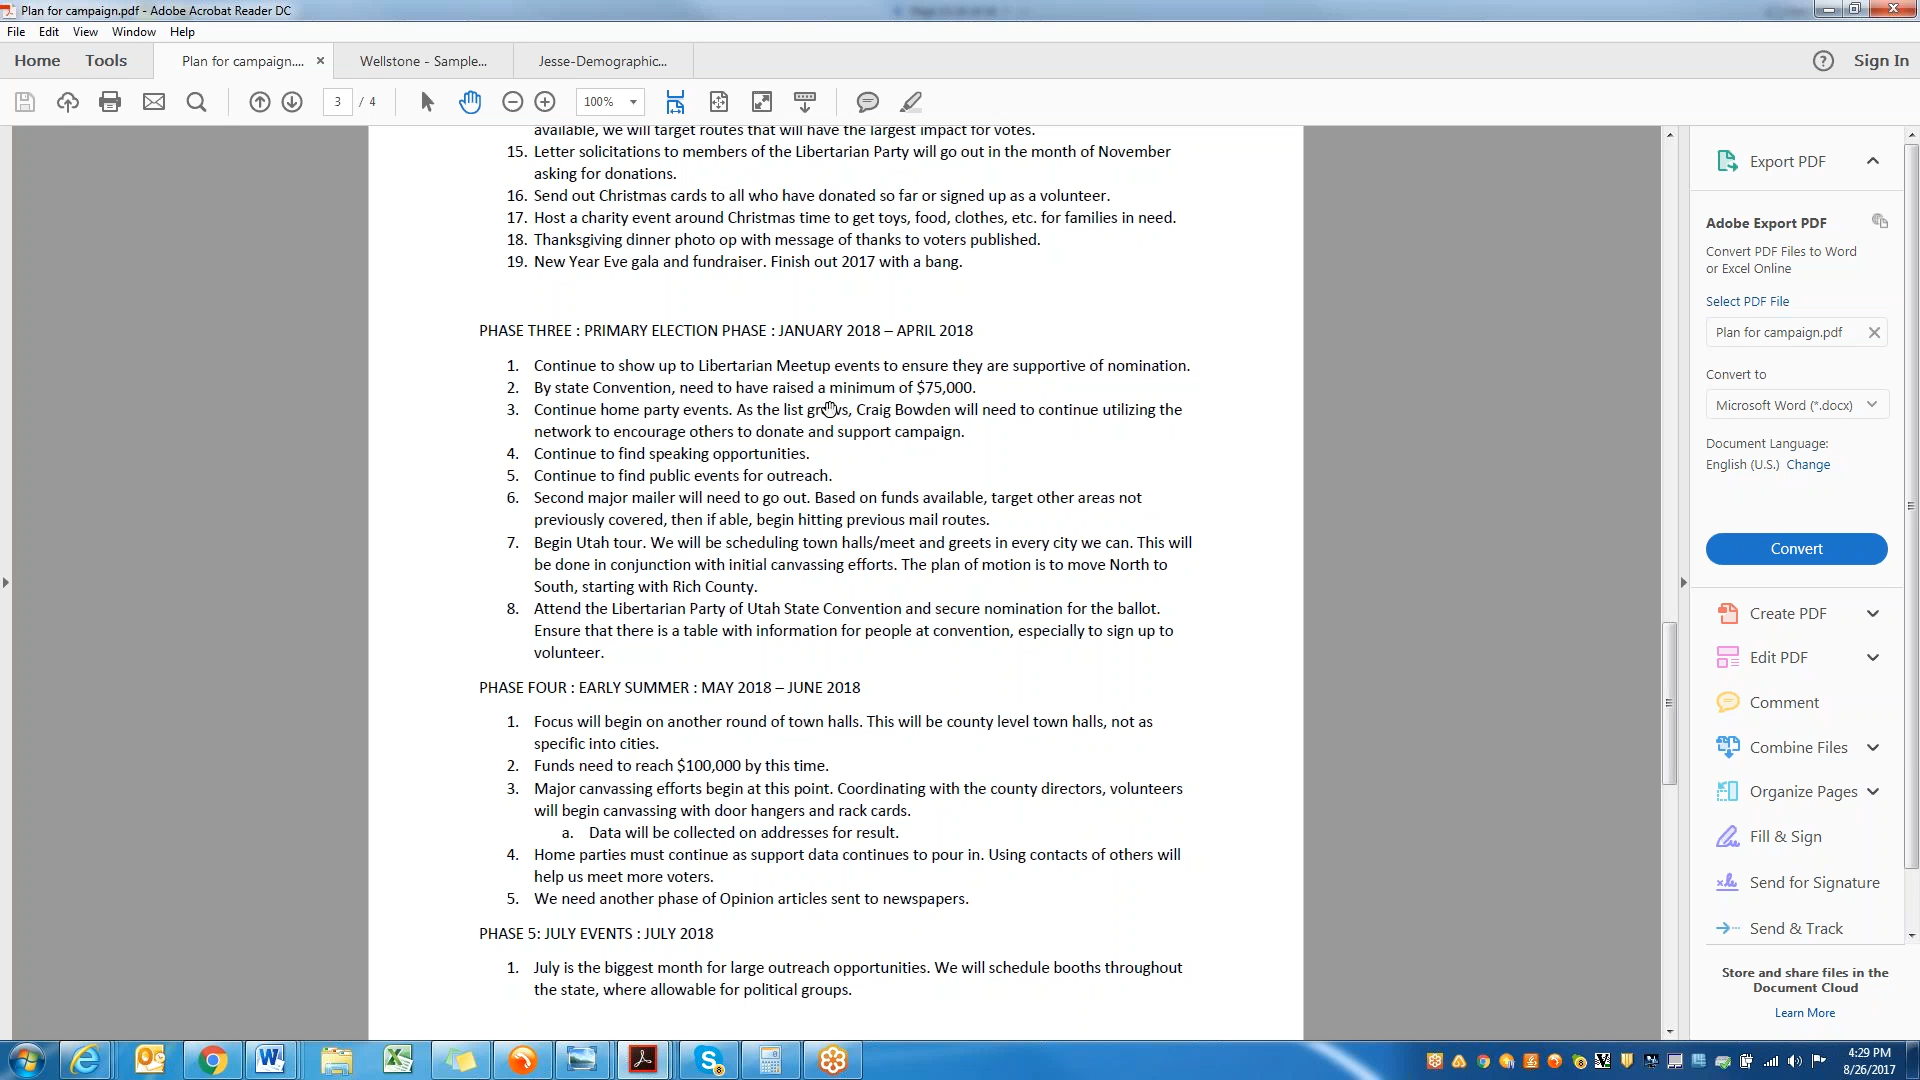 Plan for campaign.pdf - Adobe Acrobat Reader DC
File Edit View Window Help
Home Tools Plan for campaign.... × Wellstone - Sample... Jesse-Demographic... Sign In
3 / 4 100%
available, we will target routes that will have the largest impact for votes.
15. Letter solicitations to members of the Libertarian Party will go out in the month of November
asking for donations.
16. Send out Christmas cards to all who have donated so far or signed up as a volunteer.
17. Host a charity event around Christmas time to get toys, food, clothes, etc. for families in need.
18. Thanksgiving dinner photo op with message of thanks to voters published.
19. New Year Eve gala and fundraiser. Finish out 2017 with a bang.
PHASE THREE : PRIMARY ELECTION PHASE : JANUARY 2018 – APRIL 2018
1. Continue to show up to Libertarian Meetup events to ensure they are supportive of nomination.
2. By state Convention, need to have raised a minimum of $75,000.
3. Continue home party events. As the list grows, Craig Bowden will need to continue utilizing the
network to encourage others to donate and support campaign.
4. Continue to find speaking opportunities.
5. Continue to find public events for outreach.
6. Second major mailer will need to go out. Based on funds available, target other areas not
previously covered, then if able, begin hitting previous mail routes.
7. Begin Utah tour. We will be scheduling town halls/meet and greets in every city we can. This will
be done in conjunction with initial canvassing efforts. The plan of motion is to move North to
South, starting with Rich County.
8. Attend the Libertarian Party of Utah State Convention and secure nomination for the ballot.
Ensure that there is a table with information for people at convention, especially to sign up to
volunteer.
PHASE FOUR : EARLY SUMMER : MAY 2018 – JUNE 2018
1. Focus will begin on another round of town halls. This will be county level town halls, not as
specific into cities.
2. Funds need to reach $100,000 by this time.
3. Major canvassing efforts begin at this point. Coordinating with the county directors, volunteers
will begin canvassing with door hangers and rack cards.
a. Data will be collected on addresses for result.
4. Home parties must continue as support data continues to pour in. Using contacts of others will
help us meet more voters.
5. We need another phase of Opinion articles sent to newspapers.
PHASE 5: JULY EVENTS : JULY 2018
1. July is the biggest month for large outreach opportunities. We will schedule booths throughout
the state, where allowable for political groups.
Export PDF
Adobe Export PDF
Convert PDF Files to Word
or Excel Online
Select PDF File
Plan for campaign.pdf
Convert to
Microsoft Word (*.docx)
Document Language:
English (U.S.) Change
Convert
Create PDF
Edit PDF
Comment
Combine Files
Organize Pages
Fill & Sign
Send for Signature
Send & Track
Store and share files in the
Document Cloud
Learn More
4:29 PM
8/26/2017